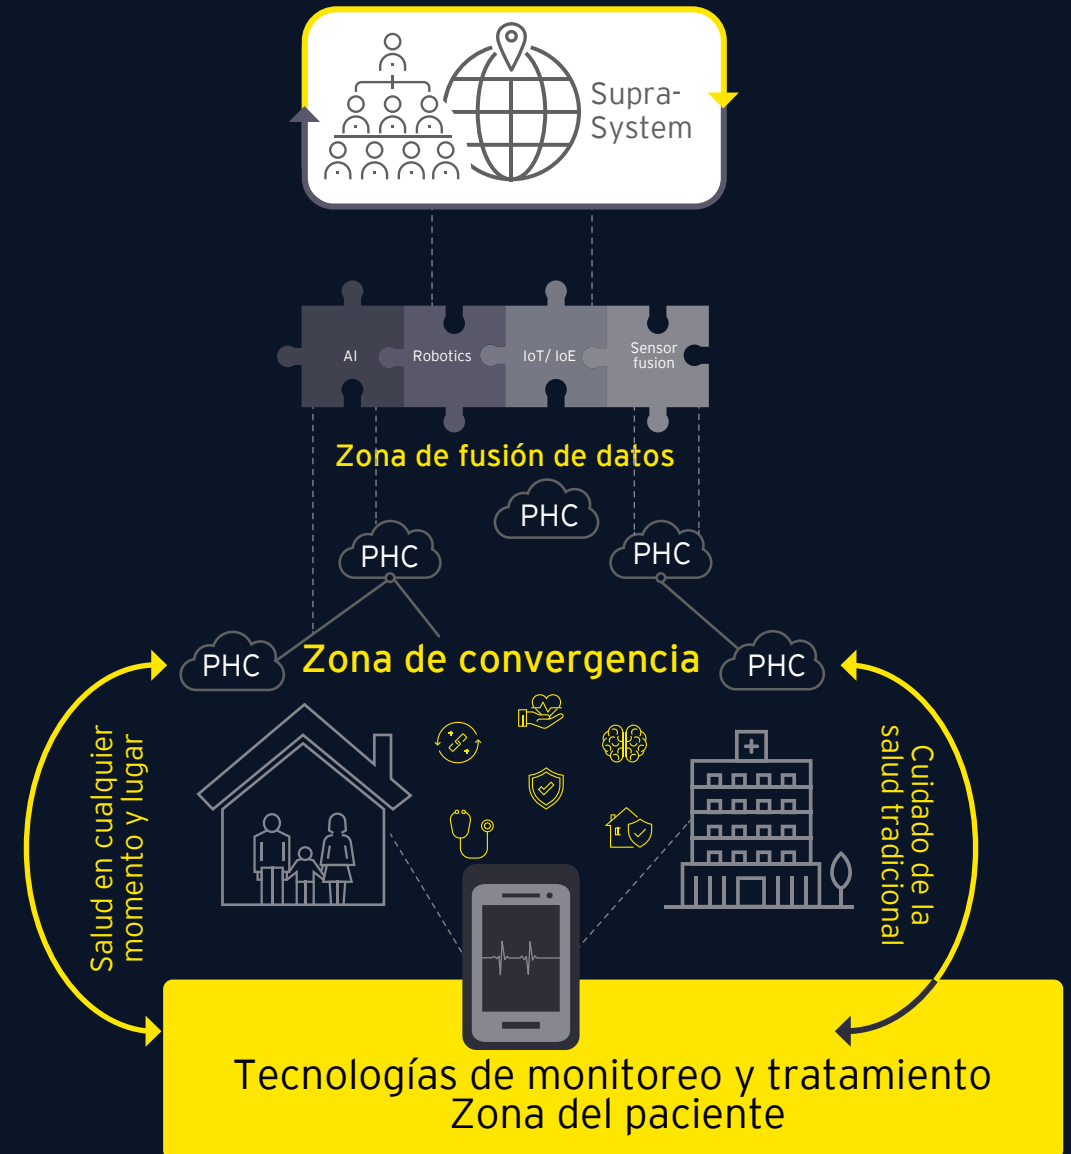 Supra-
System
AI
Robotics
IoT/ IoE
Sensor
fusion
Zona de fusión de datos
PHC
PHC
PHC
PHC
Zona de convergencia
PHC
Salud en cualquier
momento y lugar
Cuidado de la
salud tradicional
Tecnologías de monitoreo y tratamiento
Zona del paciente